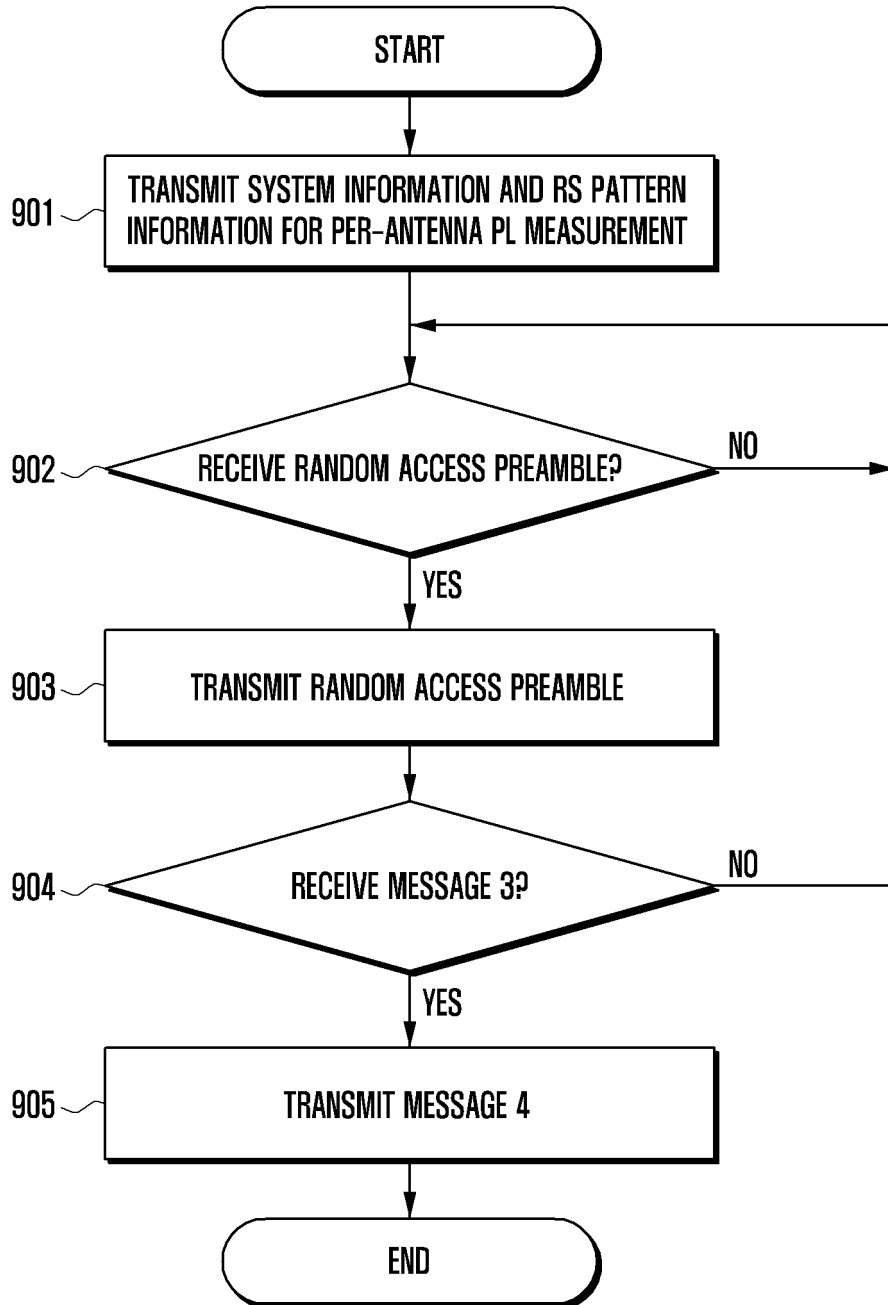 START
901
TRANSMIT SYSTEM INFORMATION AND RS PATTERN
INFORMATION FOR PER-ANTENNA PL MEASUREMENT
902
RECEIVE RANDOM ACCESS PREAMBLE?
NO
YES
903
TRANSMIT RANDOM ACCESS PREAMBLE
904
RECEIVE MESSAGE 3?
NO
YES
905
TRANSMIT MESSAGE 4
END